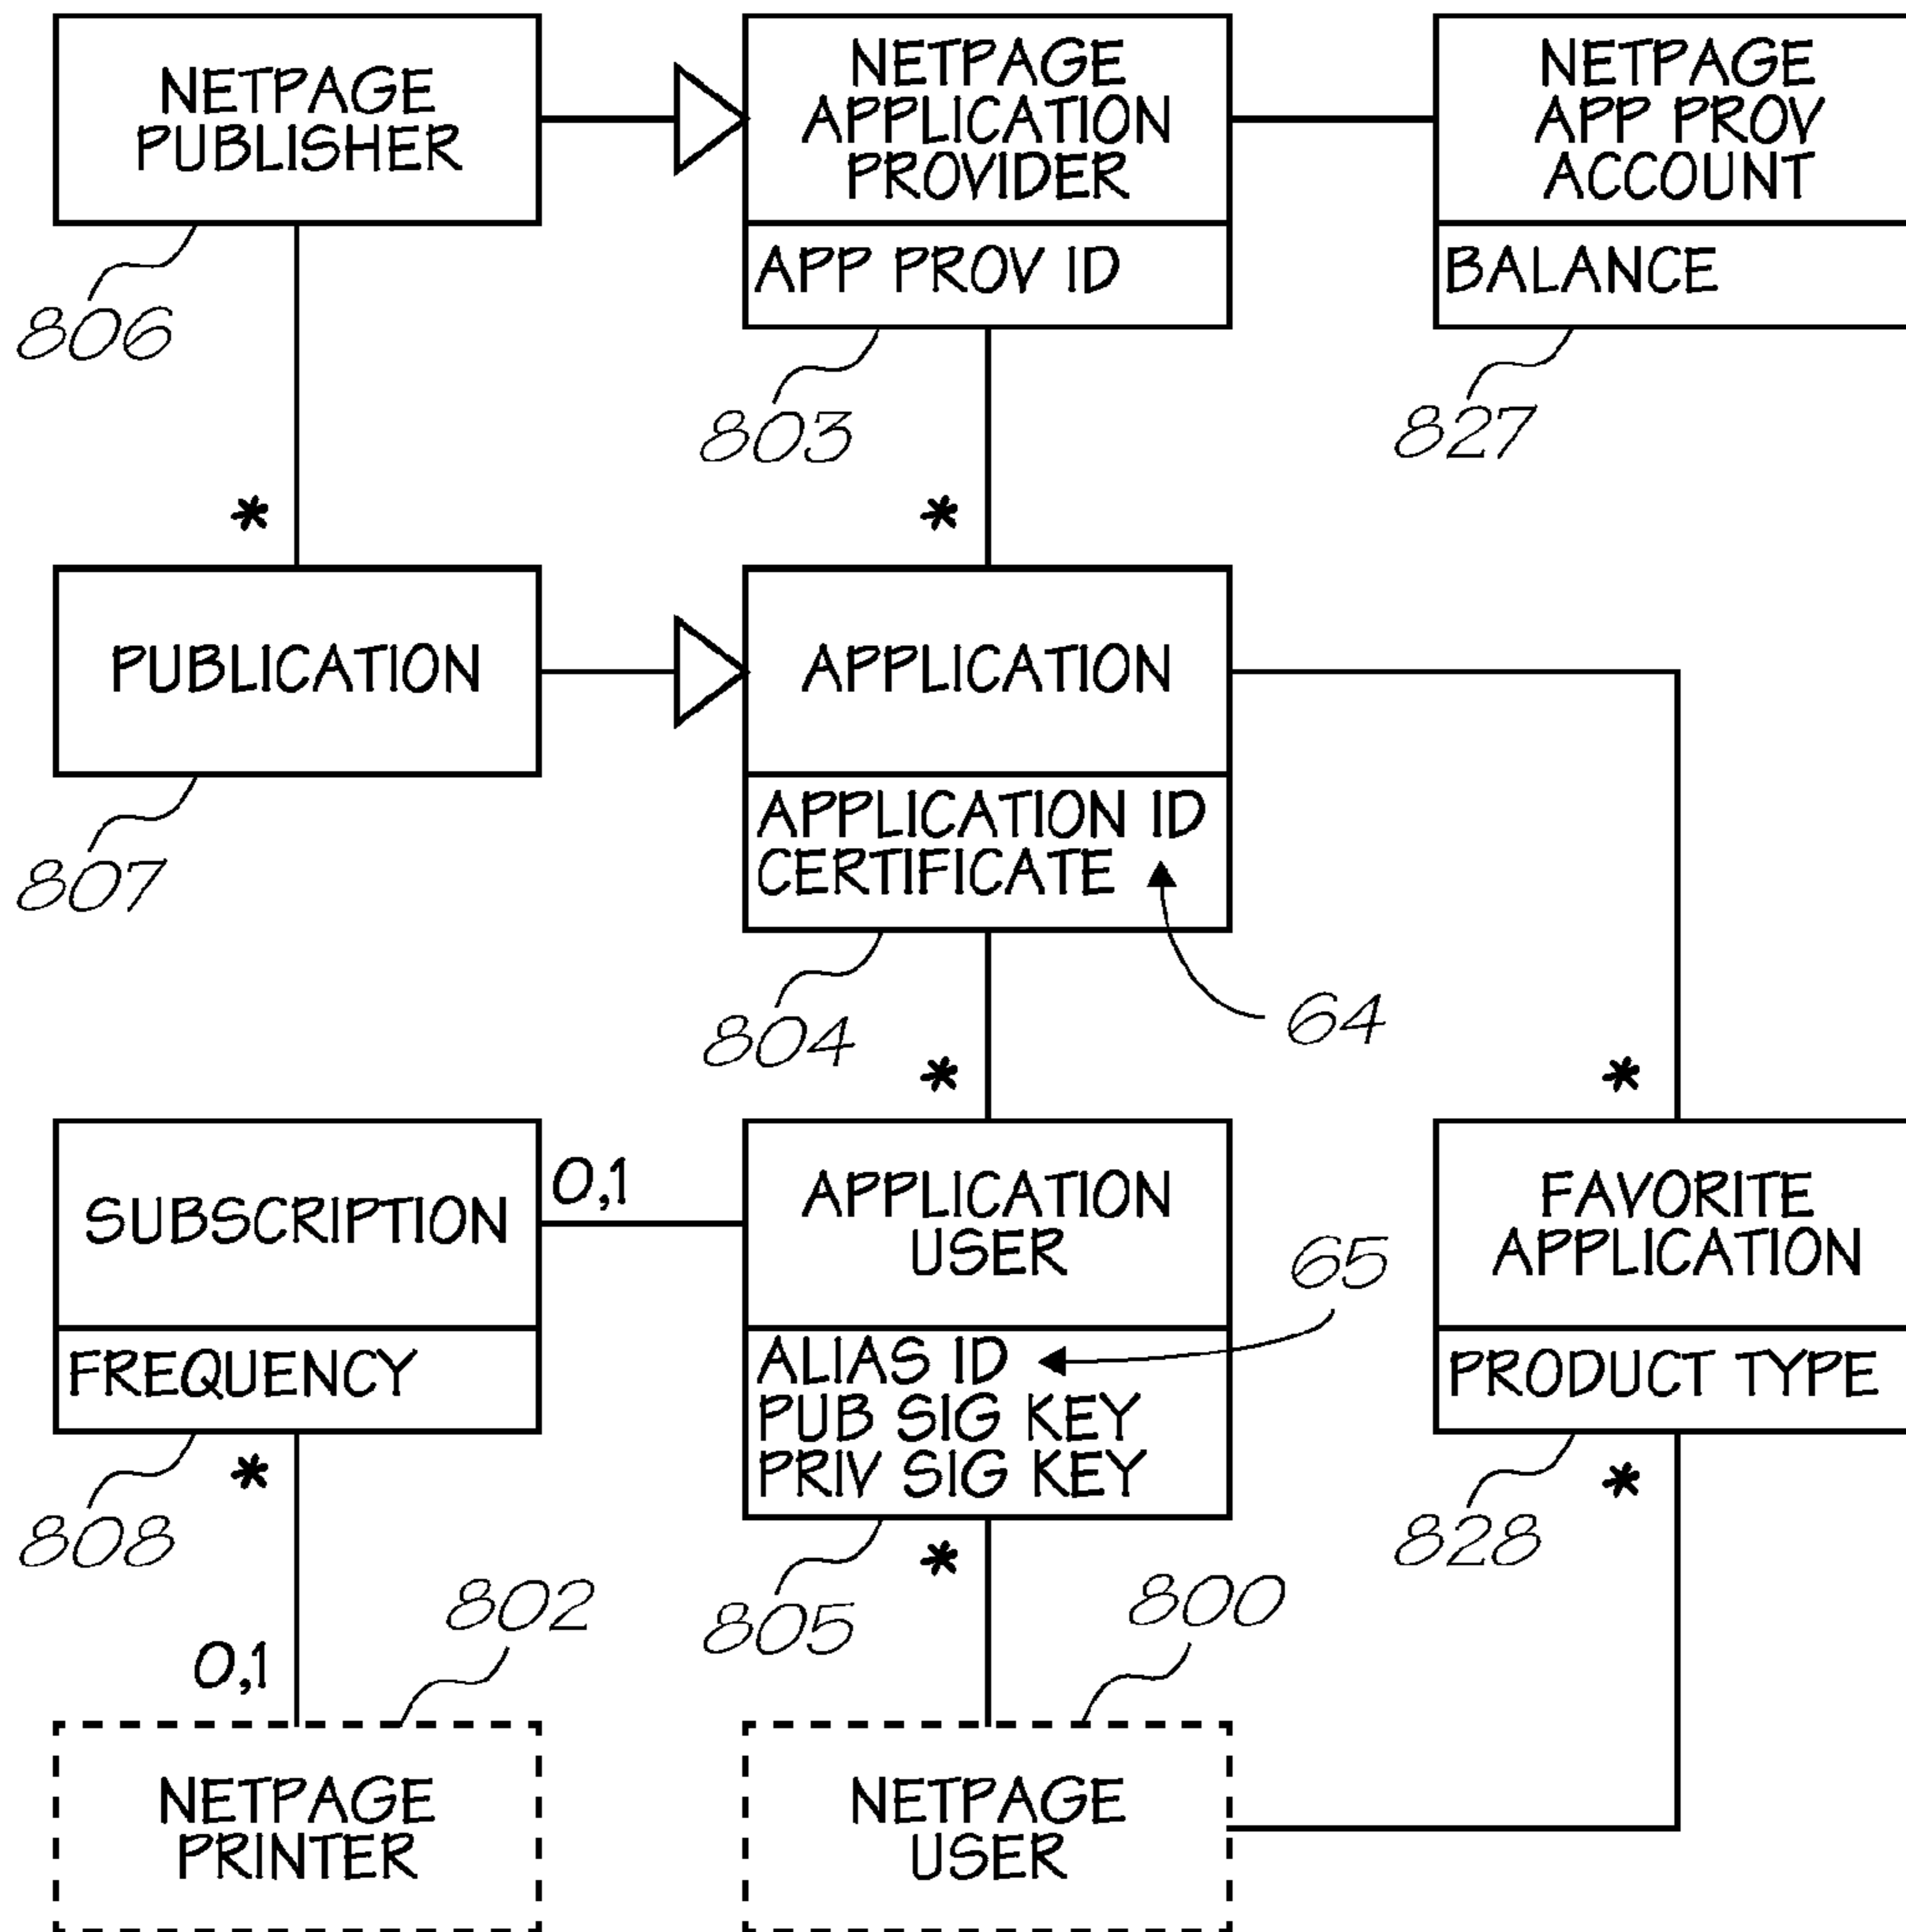 NETPAGE
PUBLISHER
NETPAGE
APPLICATION
PROVIDER
APP PROV ID
NETPAGE
APP PROV
ACCOUNT
BALANCE
806
803
827
*
*
PUBLICATION
APPLICATION
APPLICATION ID
CERTIFICATE
807
804
64
*
*
SUBSCRIPTION
FREQUENCY
0,1
APPLICATION
USER
ALIAS ID
PUB SIG KEY
PRIV SIG KEY
65
FAVORITE
APPLICATION
PRODUCT TYPE
808
*
805
*
828
*
802
800
0,1
NETPAGE
PRINTER
NETPAGE
USER